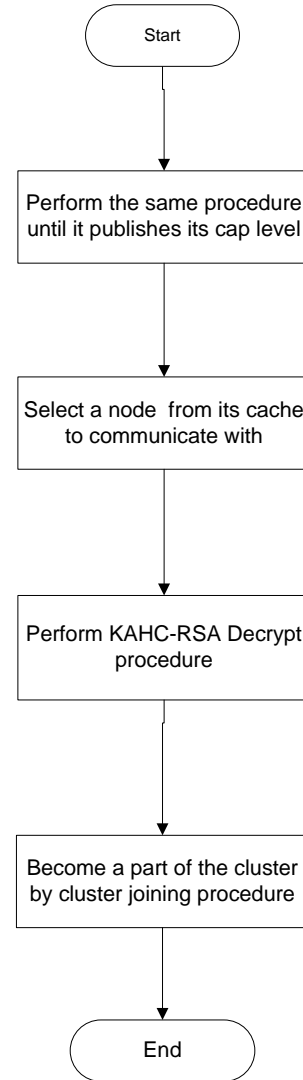 Start
Perform the same procedure
until it publishes its cap level
Select a node from its cache
to communicate with
Perform KAHC-RSA Decrypt
procedure
Become a part of the cluster
by cluster joining procedure
End